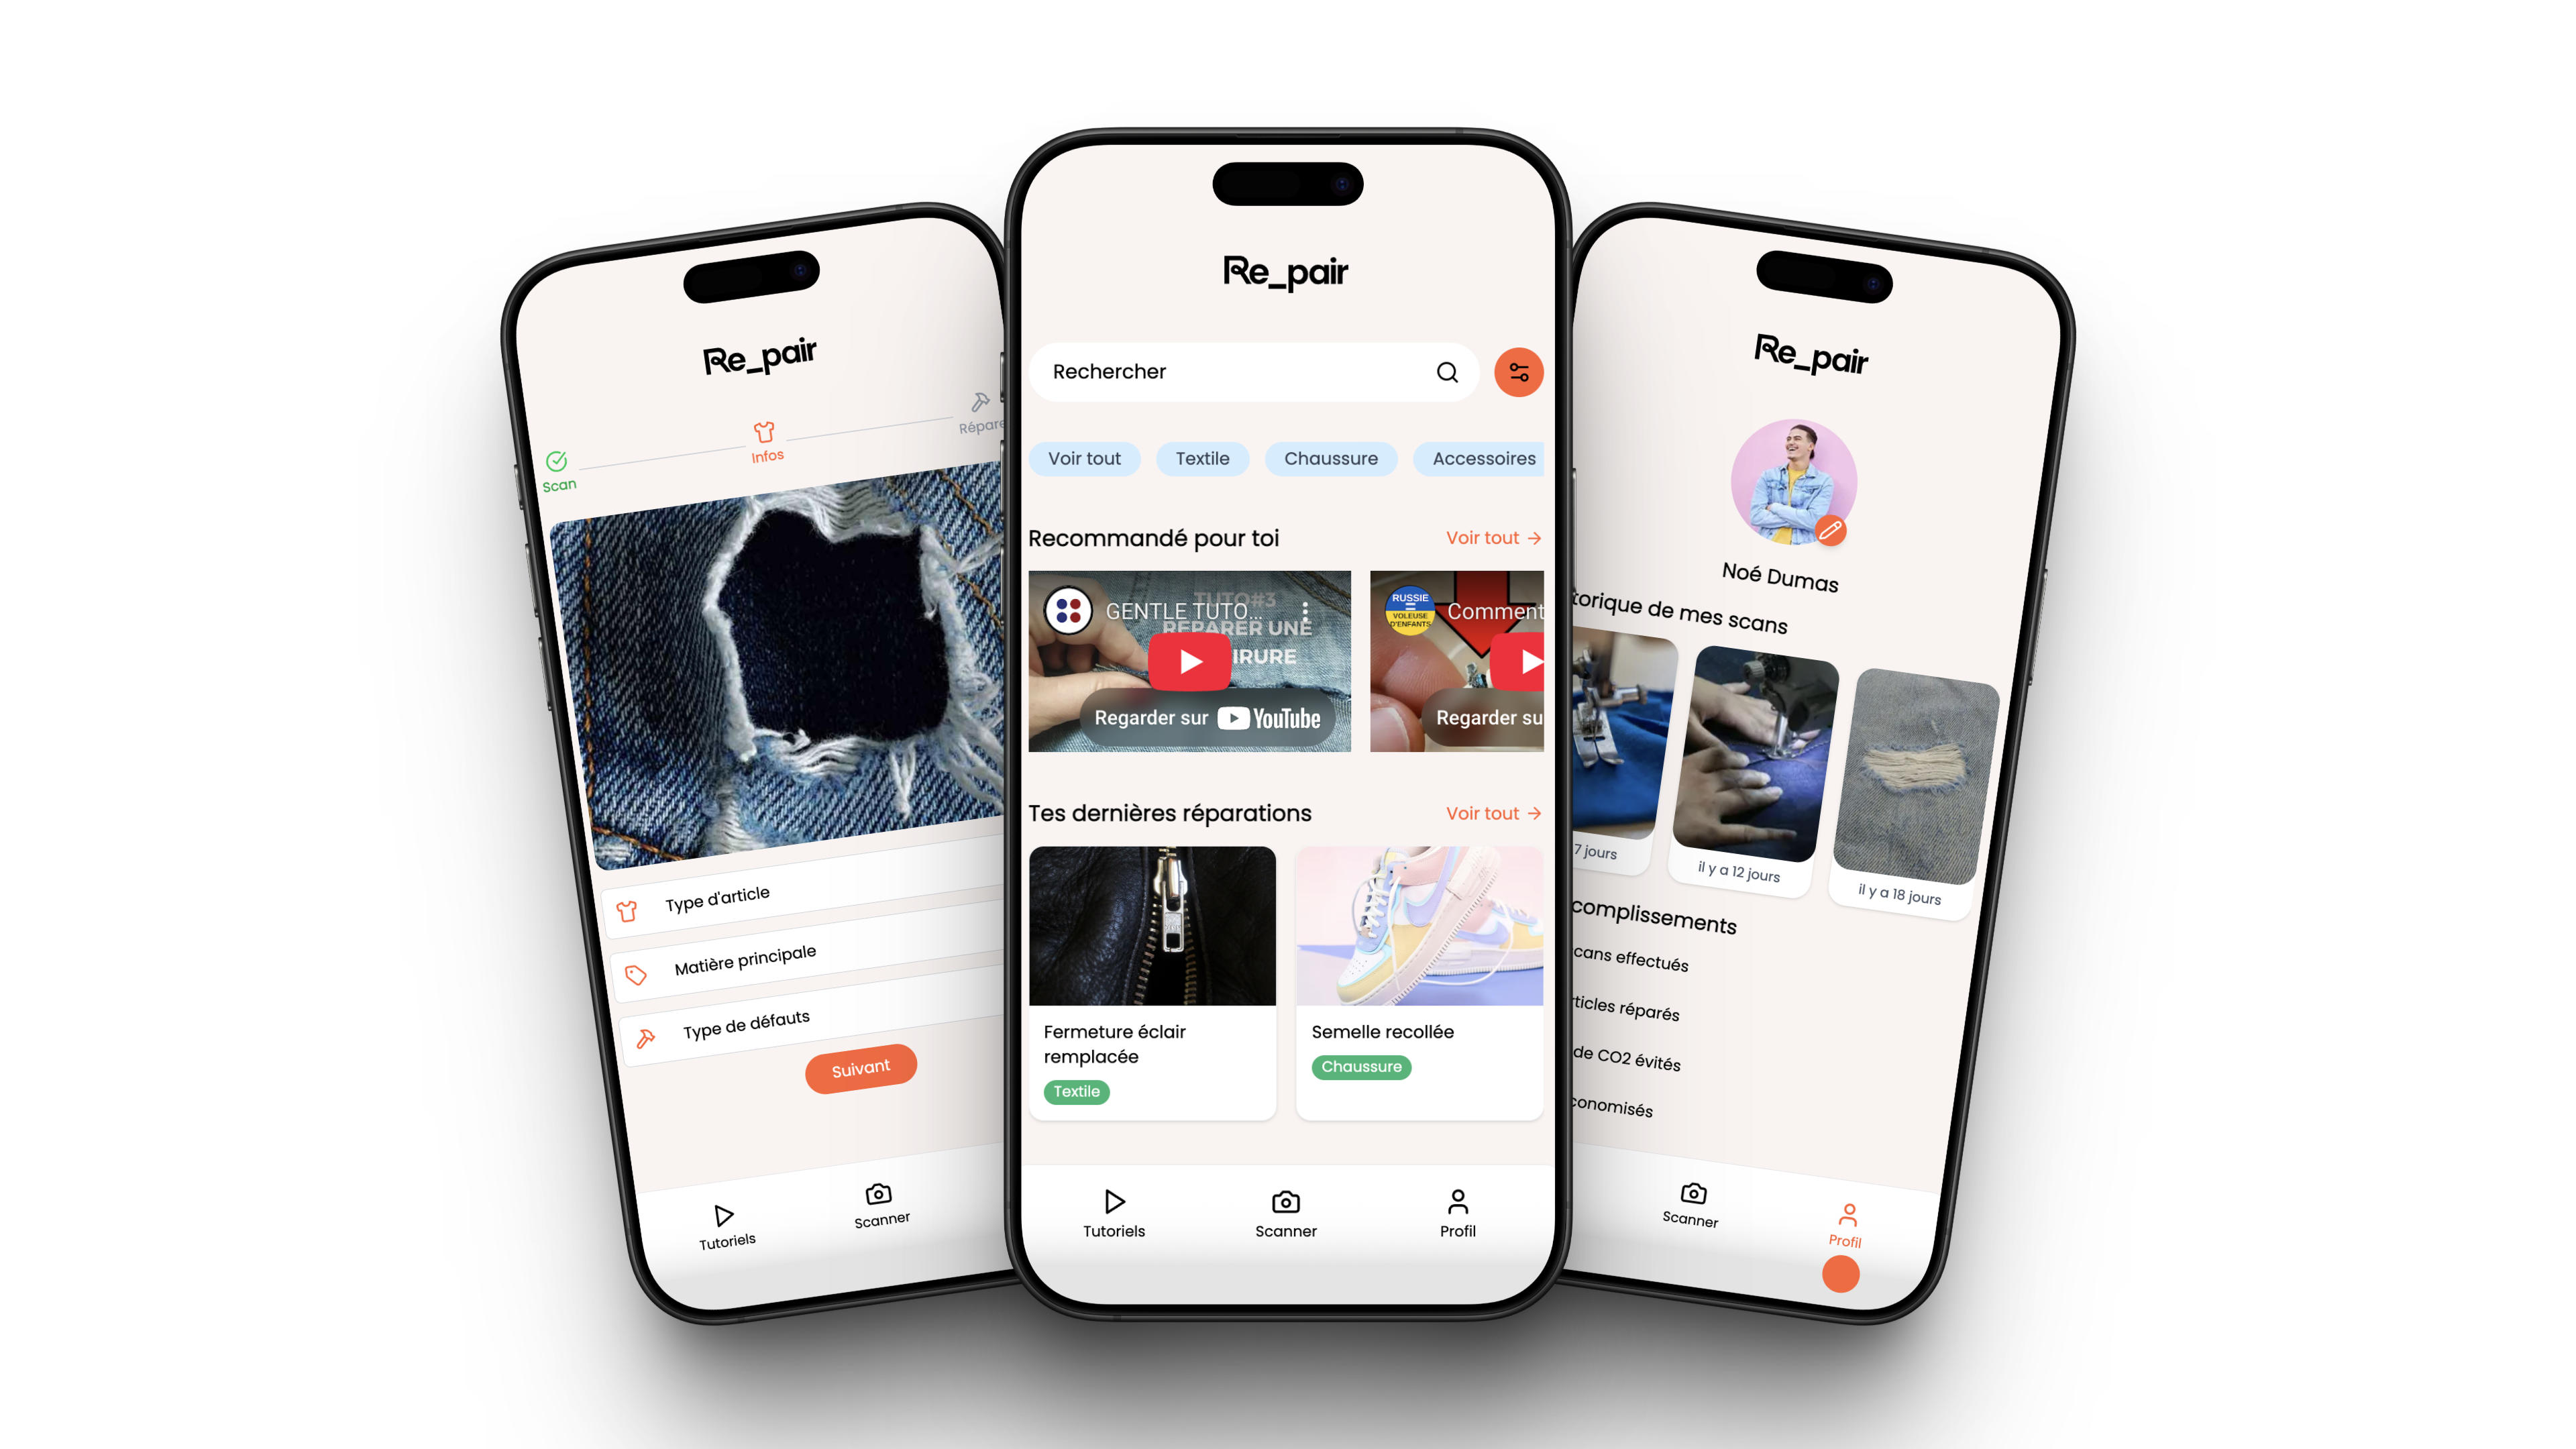 Re_pair
Scan
Infos
Répare
Type d'article
Matière principale
Type de défauts
Suivant
Tutoriels
Scanner
Re_pair
Rechercher
Voir tout
Textile
Chaussure
Accessoires
Recommandé pour toi
Voir tout →
GENTLE TUTO...
TUTO#3
RÉPARER UNE
IRURE
Regarder sur YouTube
RUSSIE
VOLEUSE
D'ENFANTS
Comment
Regarder su
Tes dernières réparations
Voir tout →
Fermeture éclair
remplacée
Textile
Semelle recollée
Chaussure
Tutoriels
Scanner
Profil
Re_pair
Noé Dumas
torique de mes scans
7 jours
il y a 12 jours
il y a 18 jours
complissements
cans effectués
rticles réparés
de CO2 évités
conomisés
Scanner
Profil